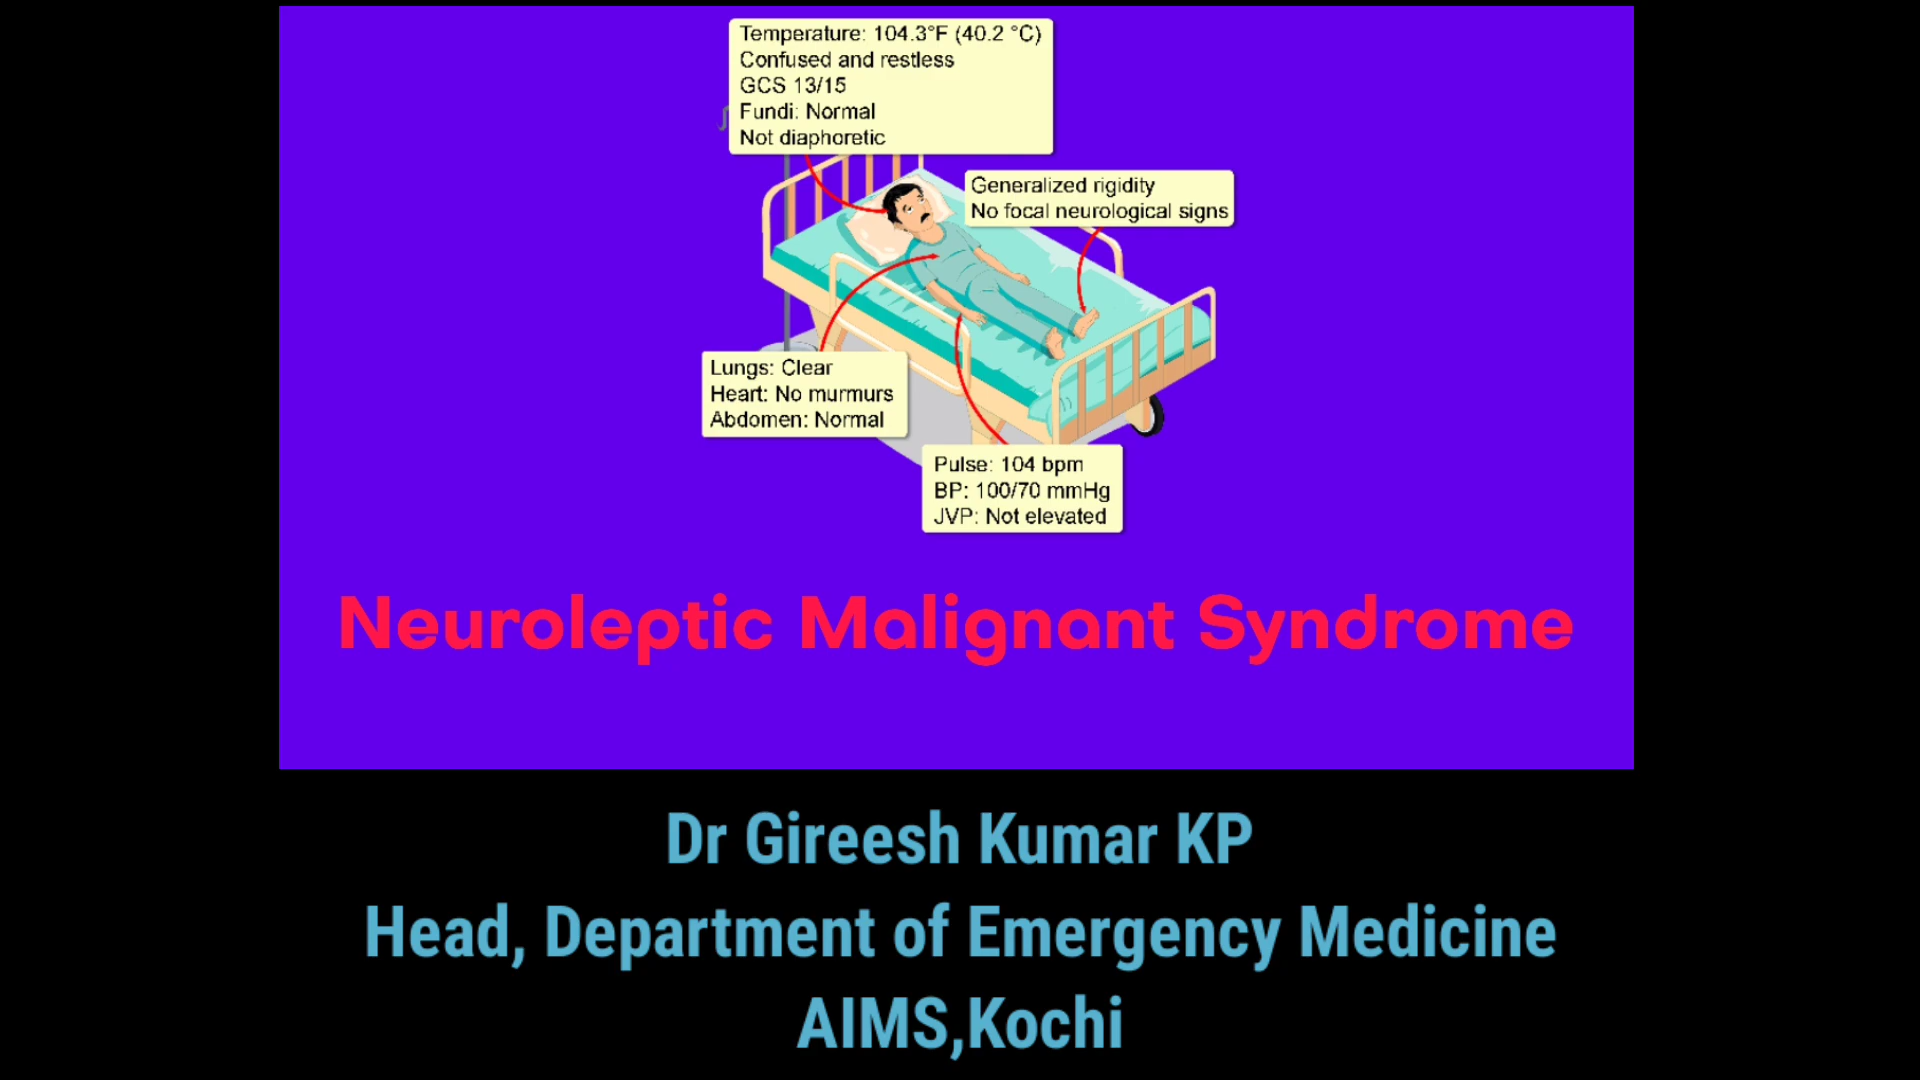 Temperature: 104.3°F (40.2 °C)
Confused and restless
GCS 13/15
Fundi: Normal
Not diaphoretic
Generalized rigidity
No focal neurological signs
Lungs: Clear
Heart: No murmurs
Abdomen: Normal
Pulse: 104 bpm
BP: 100/70 mmHg
JVP: Not elevated
Neuroleptic Malignant Syndrome
Dr Gireesh Kumar KP
Head, Department of Emergency Medicine
AIMS,Kochi